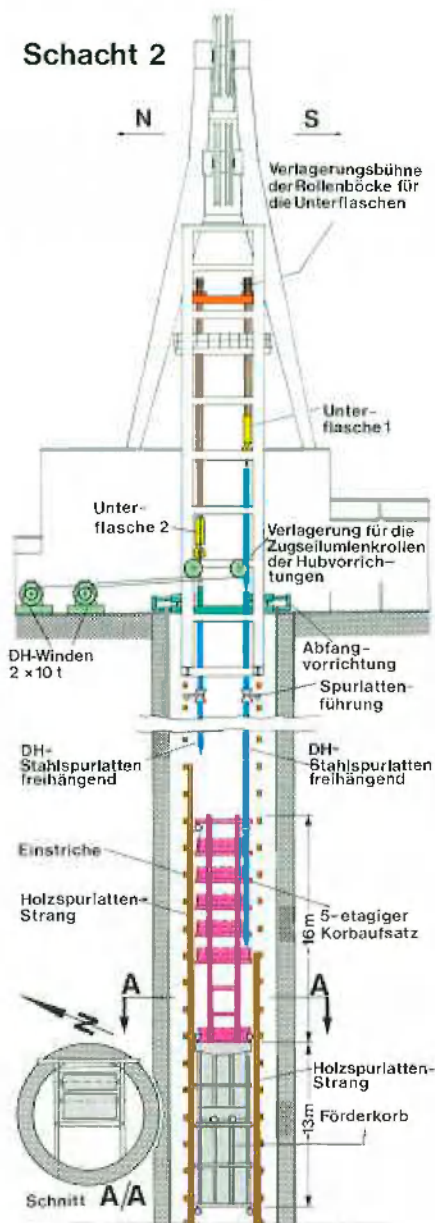 Schacht 2
N
S
Verlagerungsbühne
der Rollenböcke für
die Unterflaschen
Unter-
flasche 1
Unter-
flasche 2
Verlagerung für die
Zugseilumlenkrollen
der Hubvorrich-
tungen
DH-Winden
2 x 10 t
Abfang-
vorrichtung
Spurlatten-
führung
DH-
Stahlspurlatten
freihängend
DH-
Stahlspurlatten
freihängend
Einstriche
Holzspurlatten-
Strang
5-etagiger
Korbaufsatz
~16m
A
A
N
Holzspurlatten-
Strang
~13m
Förderkorb
Schnitt A/A